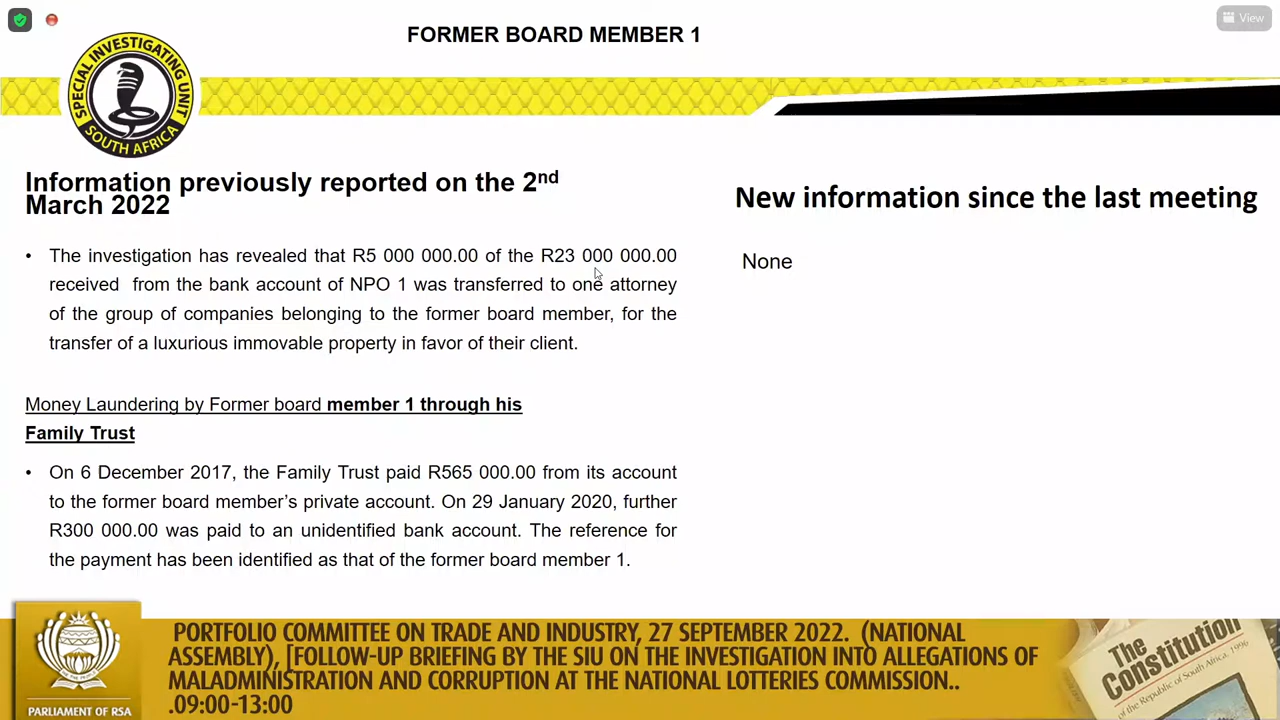 View
FORMER BOARD MEMBER 1
SPECIAL INVESTIGATING UNIT
SOUTH AFRICA
Information previously reported on the 2nd
March 2022
• The investigation has revealed that R5 000 000.00 of the R23 000 000.00
received from the bank account of NPO 1 was transferred to one attorney
of the group of companies belonging to the former board member, for the
transfer of a luxurious immovable property in favor of their client.
Money Laundering by Former board member 1 through his
Family Trust
• On 6 December 2017, the Family Trust paid R565 000.00 from its account
to the former board member’s private account. On 29 January 2020, further
R300 000.00 was paid to an unidentified bank account. The reference for
the payment has been identified as that of the former board member 1.
New information since the last meeting
None
PARLIAMENT OF RSA
PORTFOLIO COMMITTEE ON TRADE AND INDUSTRY, 27 SEPTEMBER 2022. (NATIONAL
ASSEMBLY), [FOLLOW-UP BRIEFING BY THE SIU ON THE INVESTIGATION INTO ALLEGATIONS OF
MALADMINISTRATION AND CORRUPTION AT THE NATIONAL LOTTERIES COMMISSION..
.09:00-13:00
The
Constitution
of the Republic of South Africa, 1996